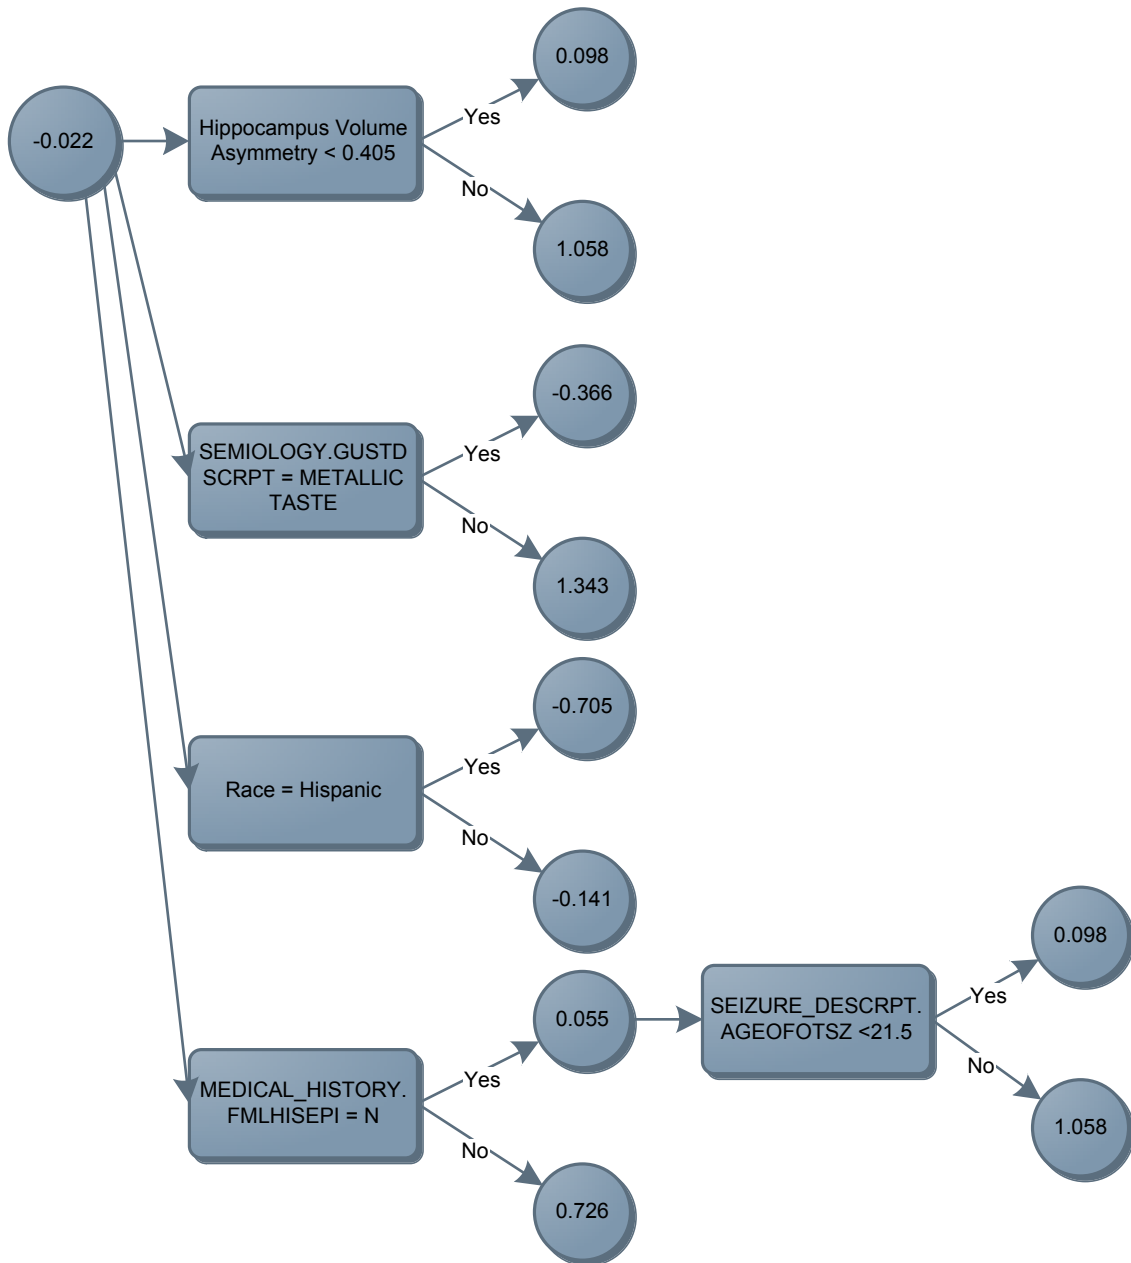 -0.022
Hippocampus Volume
Asymmetry < 0.405
Yes
0.098
No
1.058
SEMIOLOGY.GUSTD
SCRPT = METALLIC
TASTE
Yes
-0.366
No
1.343
Race = Hispanic
Yes
-0.705
No
-0.141
MEDICAL_HISTORY.
FMLHISEPI = N
Yes
0.055
No
0.726
SEIZURE_DESCRPT.
AGEOFOTSZ <21.5
Yes
0.098
No
1.058